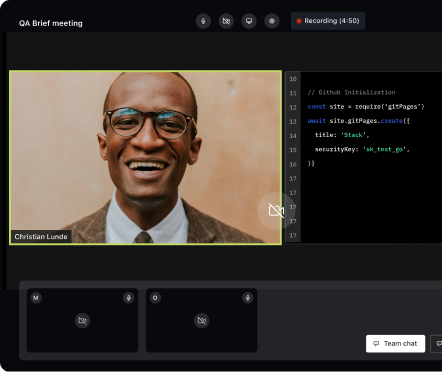 QA Brief meeting
Recording (4:50)
10
11 // Github Initialization
12 const site = require('gitPages')
13 await site.gitPages.create({
14 title: 'Stack',
15 securityKey: 'sk_test_go',
16 )}
17
17
17
17
17
Christian Lunde
M
O
Team chat